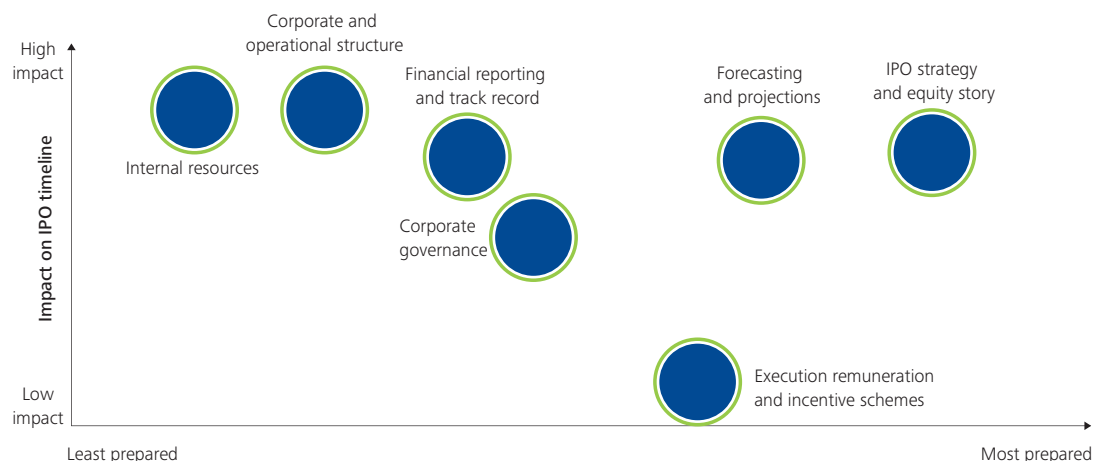 Corporate and
operational structure
High
impact
Financial reporting
and track record
Forecasting
and projections
IPO strategy
and equity story
Internal resources
Corporate
governance
Impact on IPO timeline
Execution remuneration
and incentive schemes
Low
impact
Least prepared
Most prepared